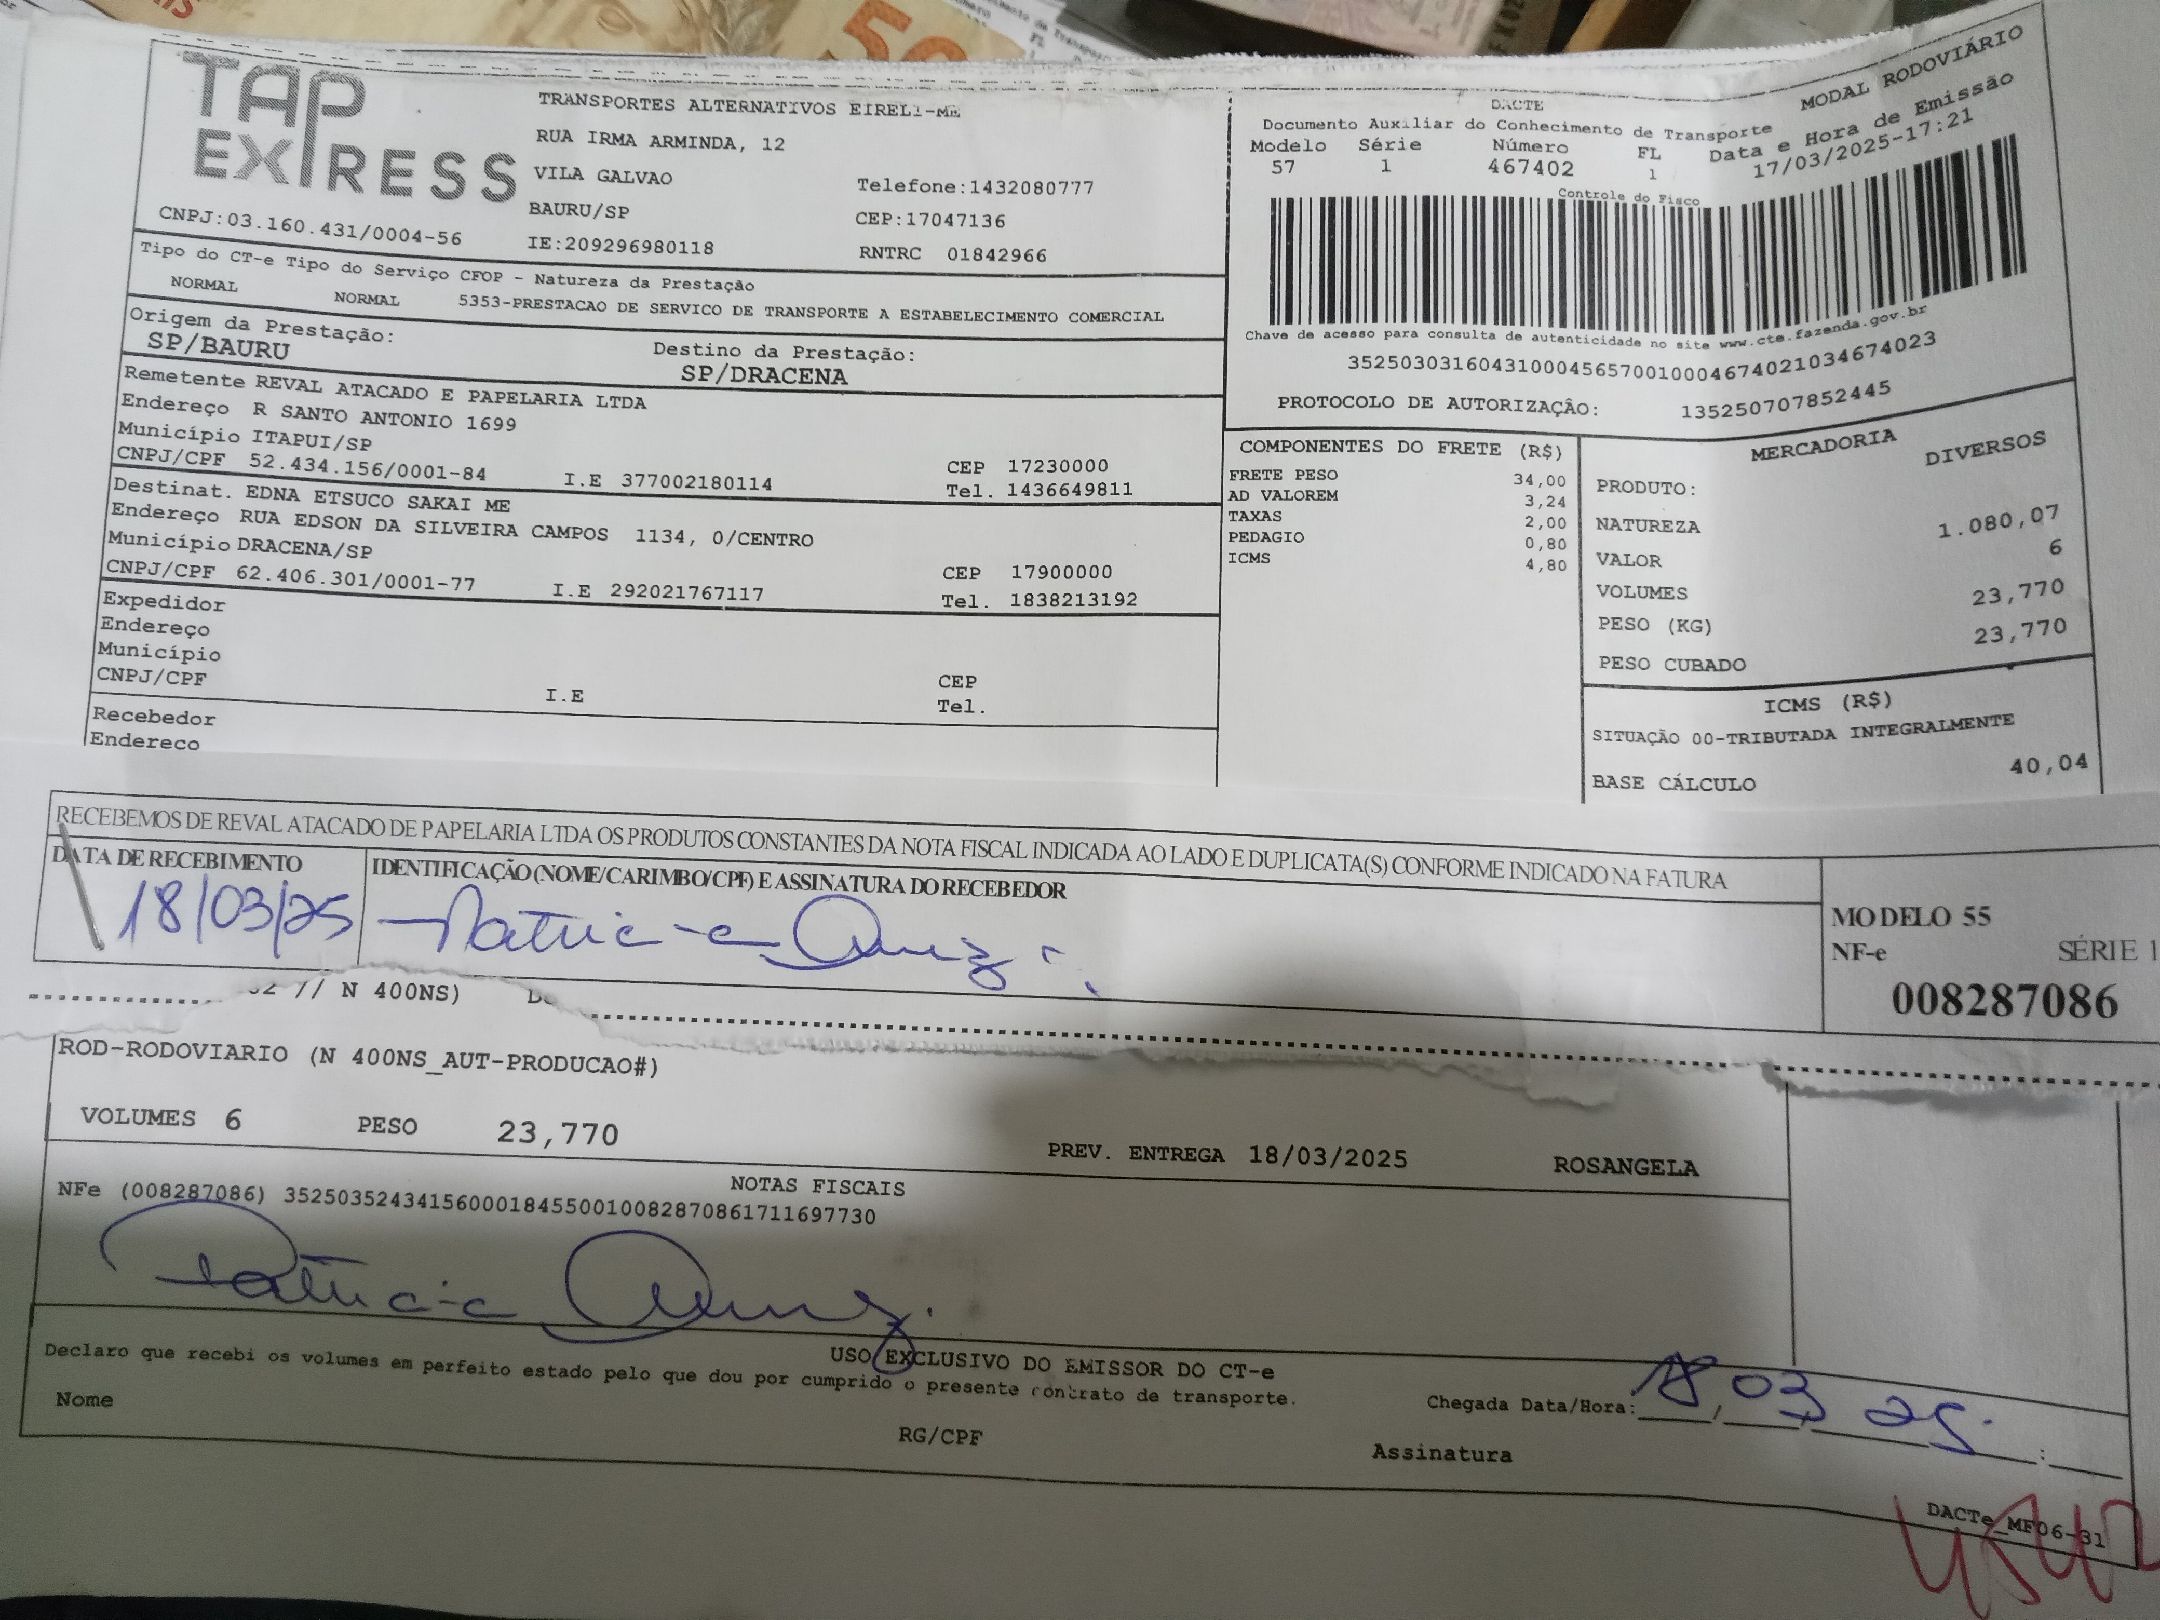 TAP EXPRESS
TRANSPORTES ALTERNATIVOS EIRELI-ME
RUA IRMA ARMINDA, 12
VILA GALVAO Telefone:1432080777
BAURU/SP CEP:17047136
CNPJ:03.160.431/0004-56 IE:209296980118 RNTRC 01842966
Tipo do CT-e Tipo do Serviço CFOP - Natureza da Prestação
NORMAL NORMAL 5353-PRESTACAO DE SERVICO DE TRANSPORTE A ESTABELECIMENTO COMERCIAL
Origem da Prestação: Destino da Prestação:
SP/BAURU SP/DRACENA
Remetente REVAL ATACADO E PAPELARIA LTDA
Endereço R SANTO ANTONIO 1699
Município ITAPUI/SP CEP 17230000
CNPJ/CPF 52.434.156/0001-84 I.E 377002180114 Tel. 1436649811
Destinat. EDNA ETSUCO SAKAI ME
Endereço RUA EDSON DA SILVEIRA CAMPOS 1134, 0/CENTRO
Município DRACENA/SP CEP 17900000
CNPJ/CPF 62.406.301/0001-77 I.E 292021767117 Tel. 1838213192
Expedidor
Endereço
Município CEP
CNPJ/CPF I.E Tel.
Recebedor
Endereco
DACTE MODAL RODOVIÁRIO
Documento Auxiliar do Conhecimento de Transporte
Modelo Série Número FL Data e Hora de Emissão
57 1 467402 1 17/03/2025-17:21
Controle do Fisco
Chave de acesso para consulta de autenticidade no site www.cte.fazenda.gov.br
35250303160431000456570010004674021034674023
PROTOCOLO DE AUTORIZAÇÂO: 135250707852445
COMPONENTES DO FRETE (R$)
FRETE PESO 34,00
AD VALOREM 3,24
TAXAS 2,00
PEDAGIO 0,80
ICMS 4,80
MERCADORIA
PRODUTO: DIVERSOS
NATUREZA
VALOR 1.080,07
VOLUMES 6
PESO (KG) 23,770
PESO CUBADO 23,770
ICMS (R$)
SITUAÇÃO 00-TRIBUTADA INTEGRALMENTE
BASE CÁLCULO 40,04
RECEBEMOS DE REVAL ATACADO DE PAPELARIA LTDA OS PRODUTOS CONSTANTES DA NOTA FISCAL INDICADA AO LADO E DUPLICATA(S) CONFORME INDICADO NA FATURA
DATA DE RECEBIMENTO IDENTIFICAÇÃO (NOME/CARIMBO/CPF) E ASSINATURA DO RECEBEDOR
18/03/25 Patricia
MODELO 55
NF-e SÉRIE 1
008287086
// N 400NS)
ROD-RODOVIARIO (N 400NS_AUT-PRODUCAO#)
VOLUMES 6 PESO 23,770 PREV. ENTREGA 18/03/2025 ROSANGELA
NOTAS FISCAIS
NFe (008287086) 35250352434156000184550010082870861711697730
Patricia
USO EXCLUSIVO DO EMISSOR DO CT-e
Declaro que recebi os volumes em perfeito estado pelo que dou por cumprido o presente contrato de transporte.
Chegada Data/Hora: 18/03/25 :
Nome RG/CPF Assinatura
DACTe_MF06-31